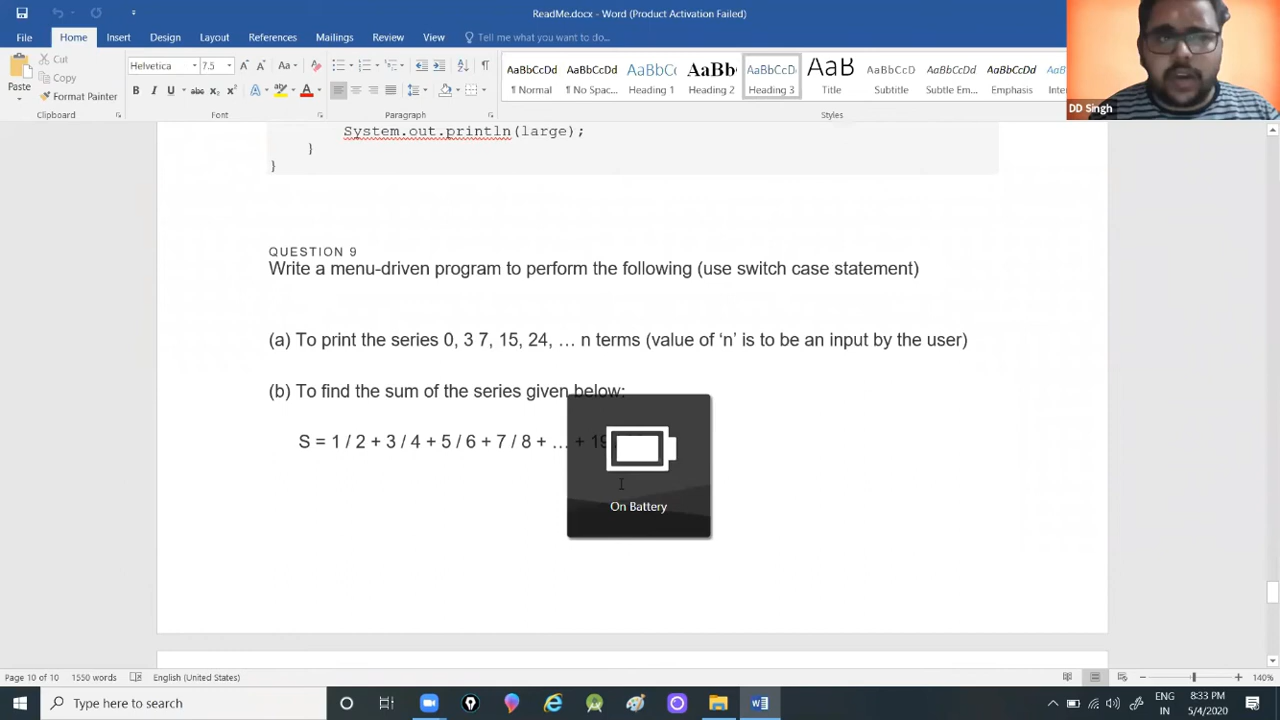 ReadMe.docx - Word (Product Activation Failed)
File Home Insert Design Layout References Mailings Review View Tell me what you want to do...
Cut
Copy
Format Painter
Paste
Helvetica 7.5
Clipboard Font Paragraph Styles
AaBbCcDd AaBbCcDd AaBbCcD AaBb( AaBbCcD AaB AaBbCcD AaBbCcDd AaBbCcDd AaBbCcDd
¶ Normal ¶ No Spac... Heading 1 Heading 2 Heading 3 Title Subtitle Subtle Em... Emphasis Inte
DD Singh
System.out.println(large);
}
}
QUESTION 9
Write a menu-driven program to perform the following (use switch case statement)
(a) To print the series 0, 3 7, 15, 24, … n terms (value of ‘n’ is to be an input by the user)
(b) To find the sum of the series given below:
S = 1 / 2 + 3 / 4 + 5 / 6 + 7 / 8 + … + 19
On Battery
Page 10 of 10 1550 words English (United States) 140%
Type here to search
ENG
IN
8:33 PM
5/4/2020